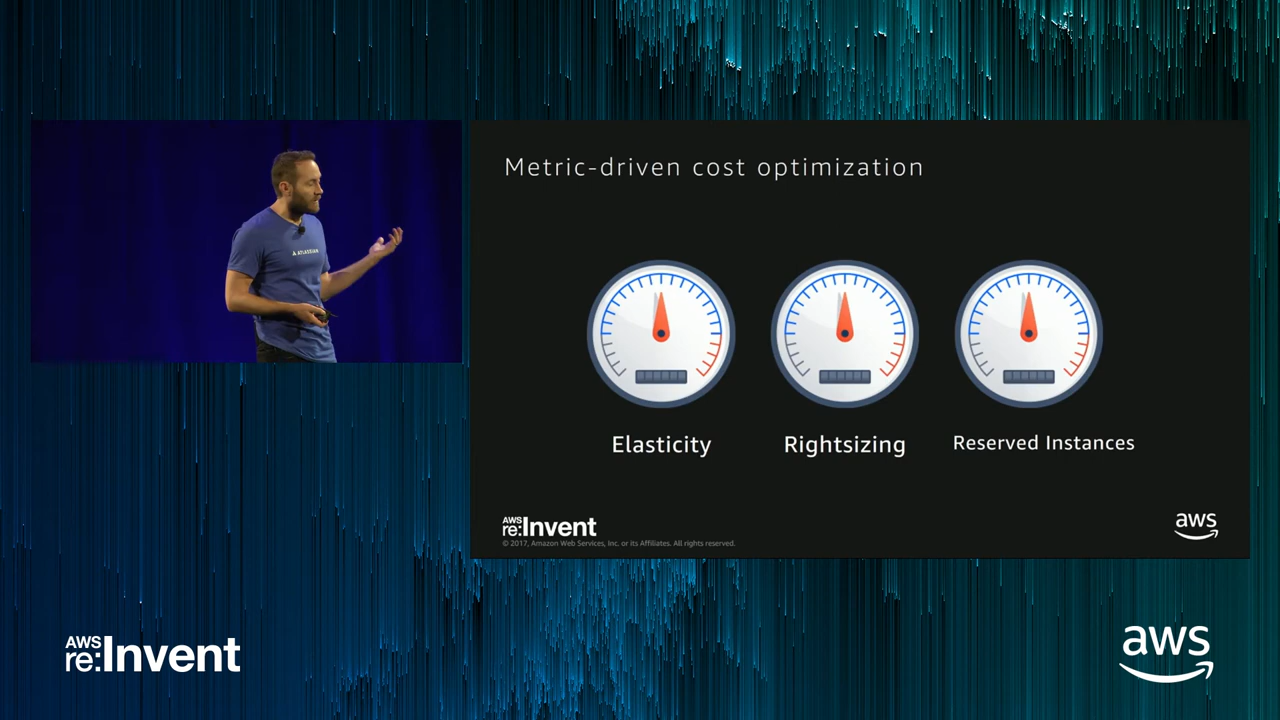 ATLASSIAN
Metric-driven cost optimization
Elasticity
Rightsizing
Reserved Instances
AWS
re:Invent
© 2017, Amazon Web Services, Inc. or its Affiliates. All rights reserved.
aws
AWS
re:Invent
aws